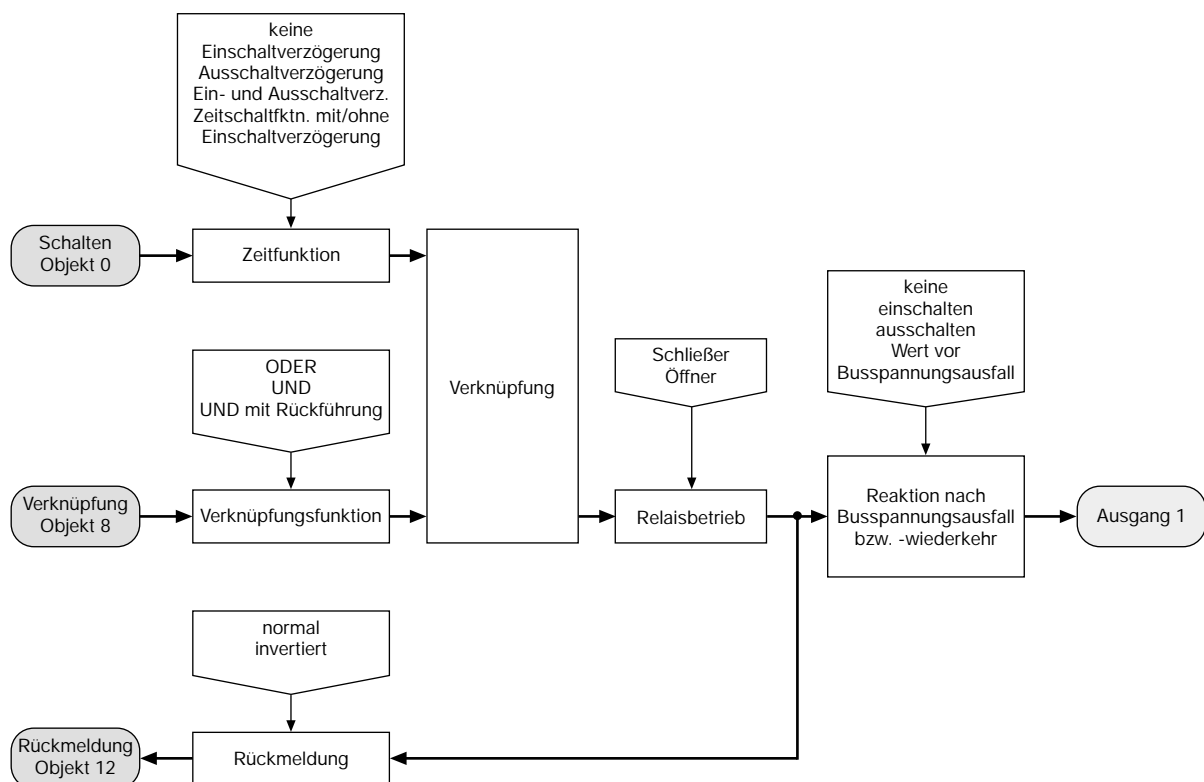 keine
Einschaltverzögerung
Ausschaltverzögerung
Ein- und Ausschaltverz.
Zeitschaltfktn. mit/ohne
Einschaltverzögerung
Schalten
Objekt 0
Zeitfunktion
keine
einschalten
ausschalten
Wert vor
Busspannungsausfall
Schließer
Öffner
ODER
UND
UND mit Rückführung
Verknüpfung
Verknüpfung
Objekt 8
Verknüpfungsfunktion
Relaisbetrieb
Reaktion nach
Busspannungsausfall
bzw. -wiederkehr
Ausgang 1
normal
invertiert
Rückmeldung
Objekt 12
Rückmeldung